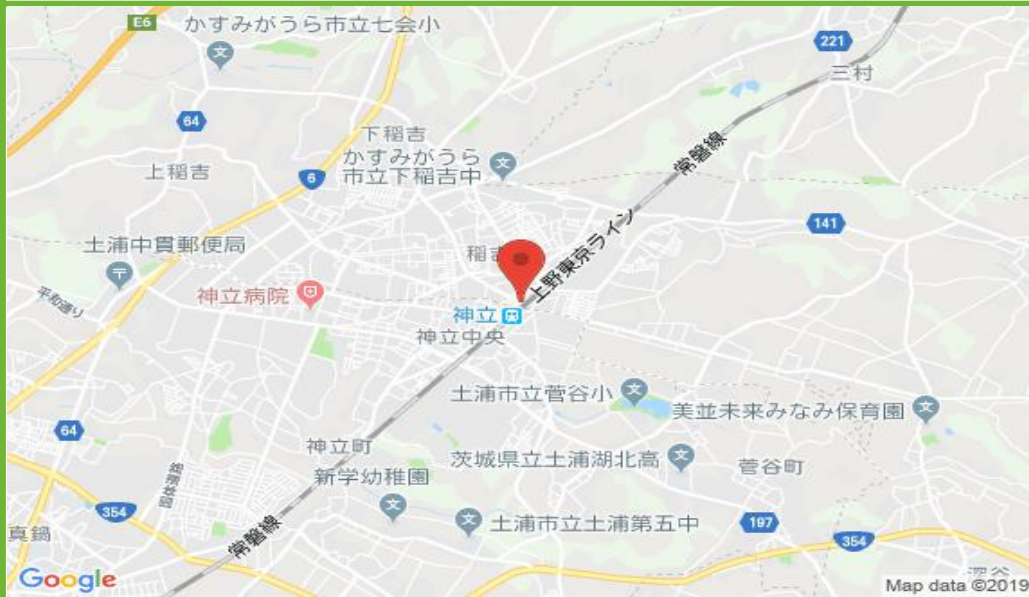 E6
かすみがうら市立七会小
221
三村
64
下稲吉
かすみがうら
市立下稲吉中
常磐線
上稲吉
6
141
土浦中貫郵便局
上野東京ライン
平和通り
神立病院
神立
神立中央
土浦市立菅谷小
美並未来みなみ保育園
64
神立町
茨城県立土浦湖北高
菅谷町
新学幼稚園
354
土浦市立土浦第五中
197
真鍋
常磐線
354
深谷
Google
Map data ©2019